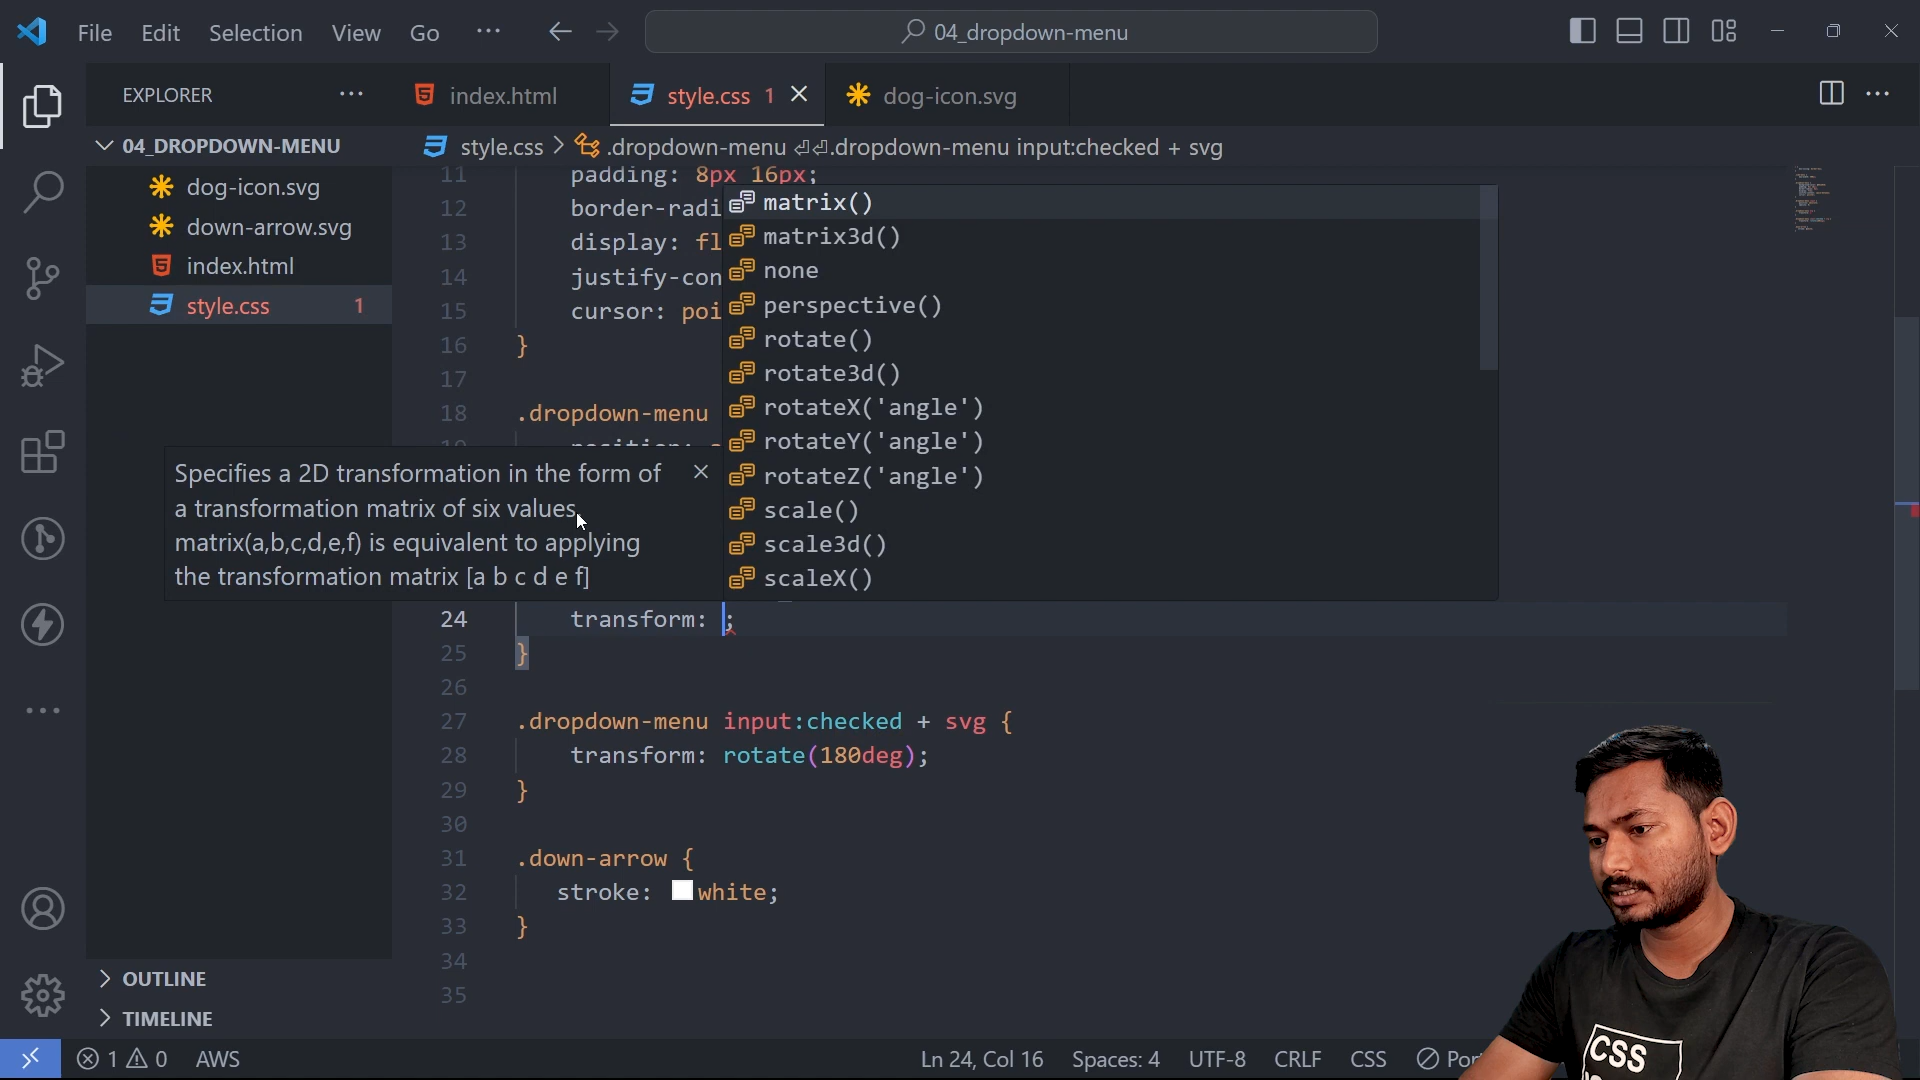 File Edit Selection View Go ··· 04_dropdown-menu
EXPLORER ···
index.html
style.css 1
dog-icon.svg
04_DROPDOWN-MENU
dog-icon.svg
down-arrow.svg
index.html
style.css 1
style.css > .dropdown-menu ⏎⏎.dropdown-menu input:checked + svg
11 padding: 8px 16px;
12 border-radi
13 display: fl
14 justify-con
15 cursor: poi
16 }
17
18 .dropdown-menu
matrix()
matrix3d()
none
perspective()
rotate()
rotate3d()
rotateX('angle')
rotateY('angle')
rotateZ('angle')
scale()
scale3d()
scaleX()
Specifies a 2D transformation in the form of
a transformation matrix of six values.
matrix(a,b,c,d,e,f) is equivalent to applying
the transformation matrix [a b c d e f]
24 transform: ;
25 }
26
27 .dropdown-menu input:checked + svg {
28 transform: rotate(180deg);
29 }
30
31 .down-arrow {
32 stroke: white;
33 }
34
35
OUTLINE
TIMELINE
1 0 AWS
Ln 24, Col 16 Spaces: 4 UTF-8 CRLF CSS
CSS